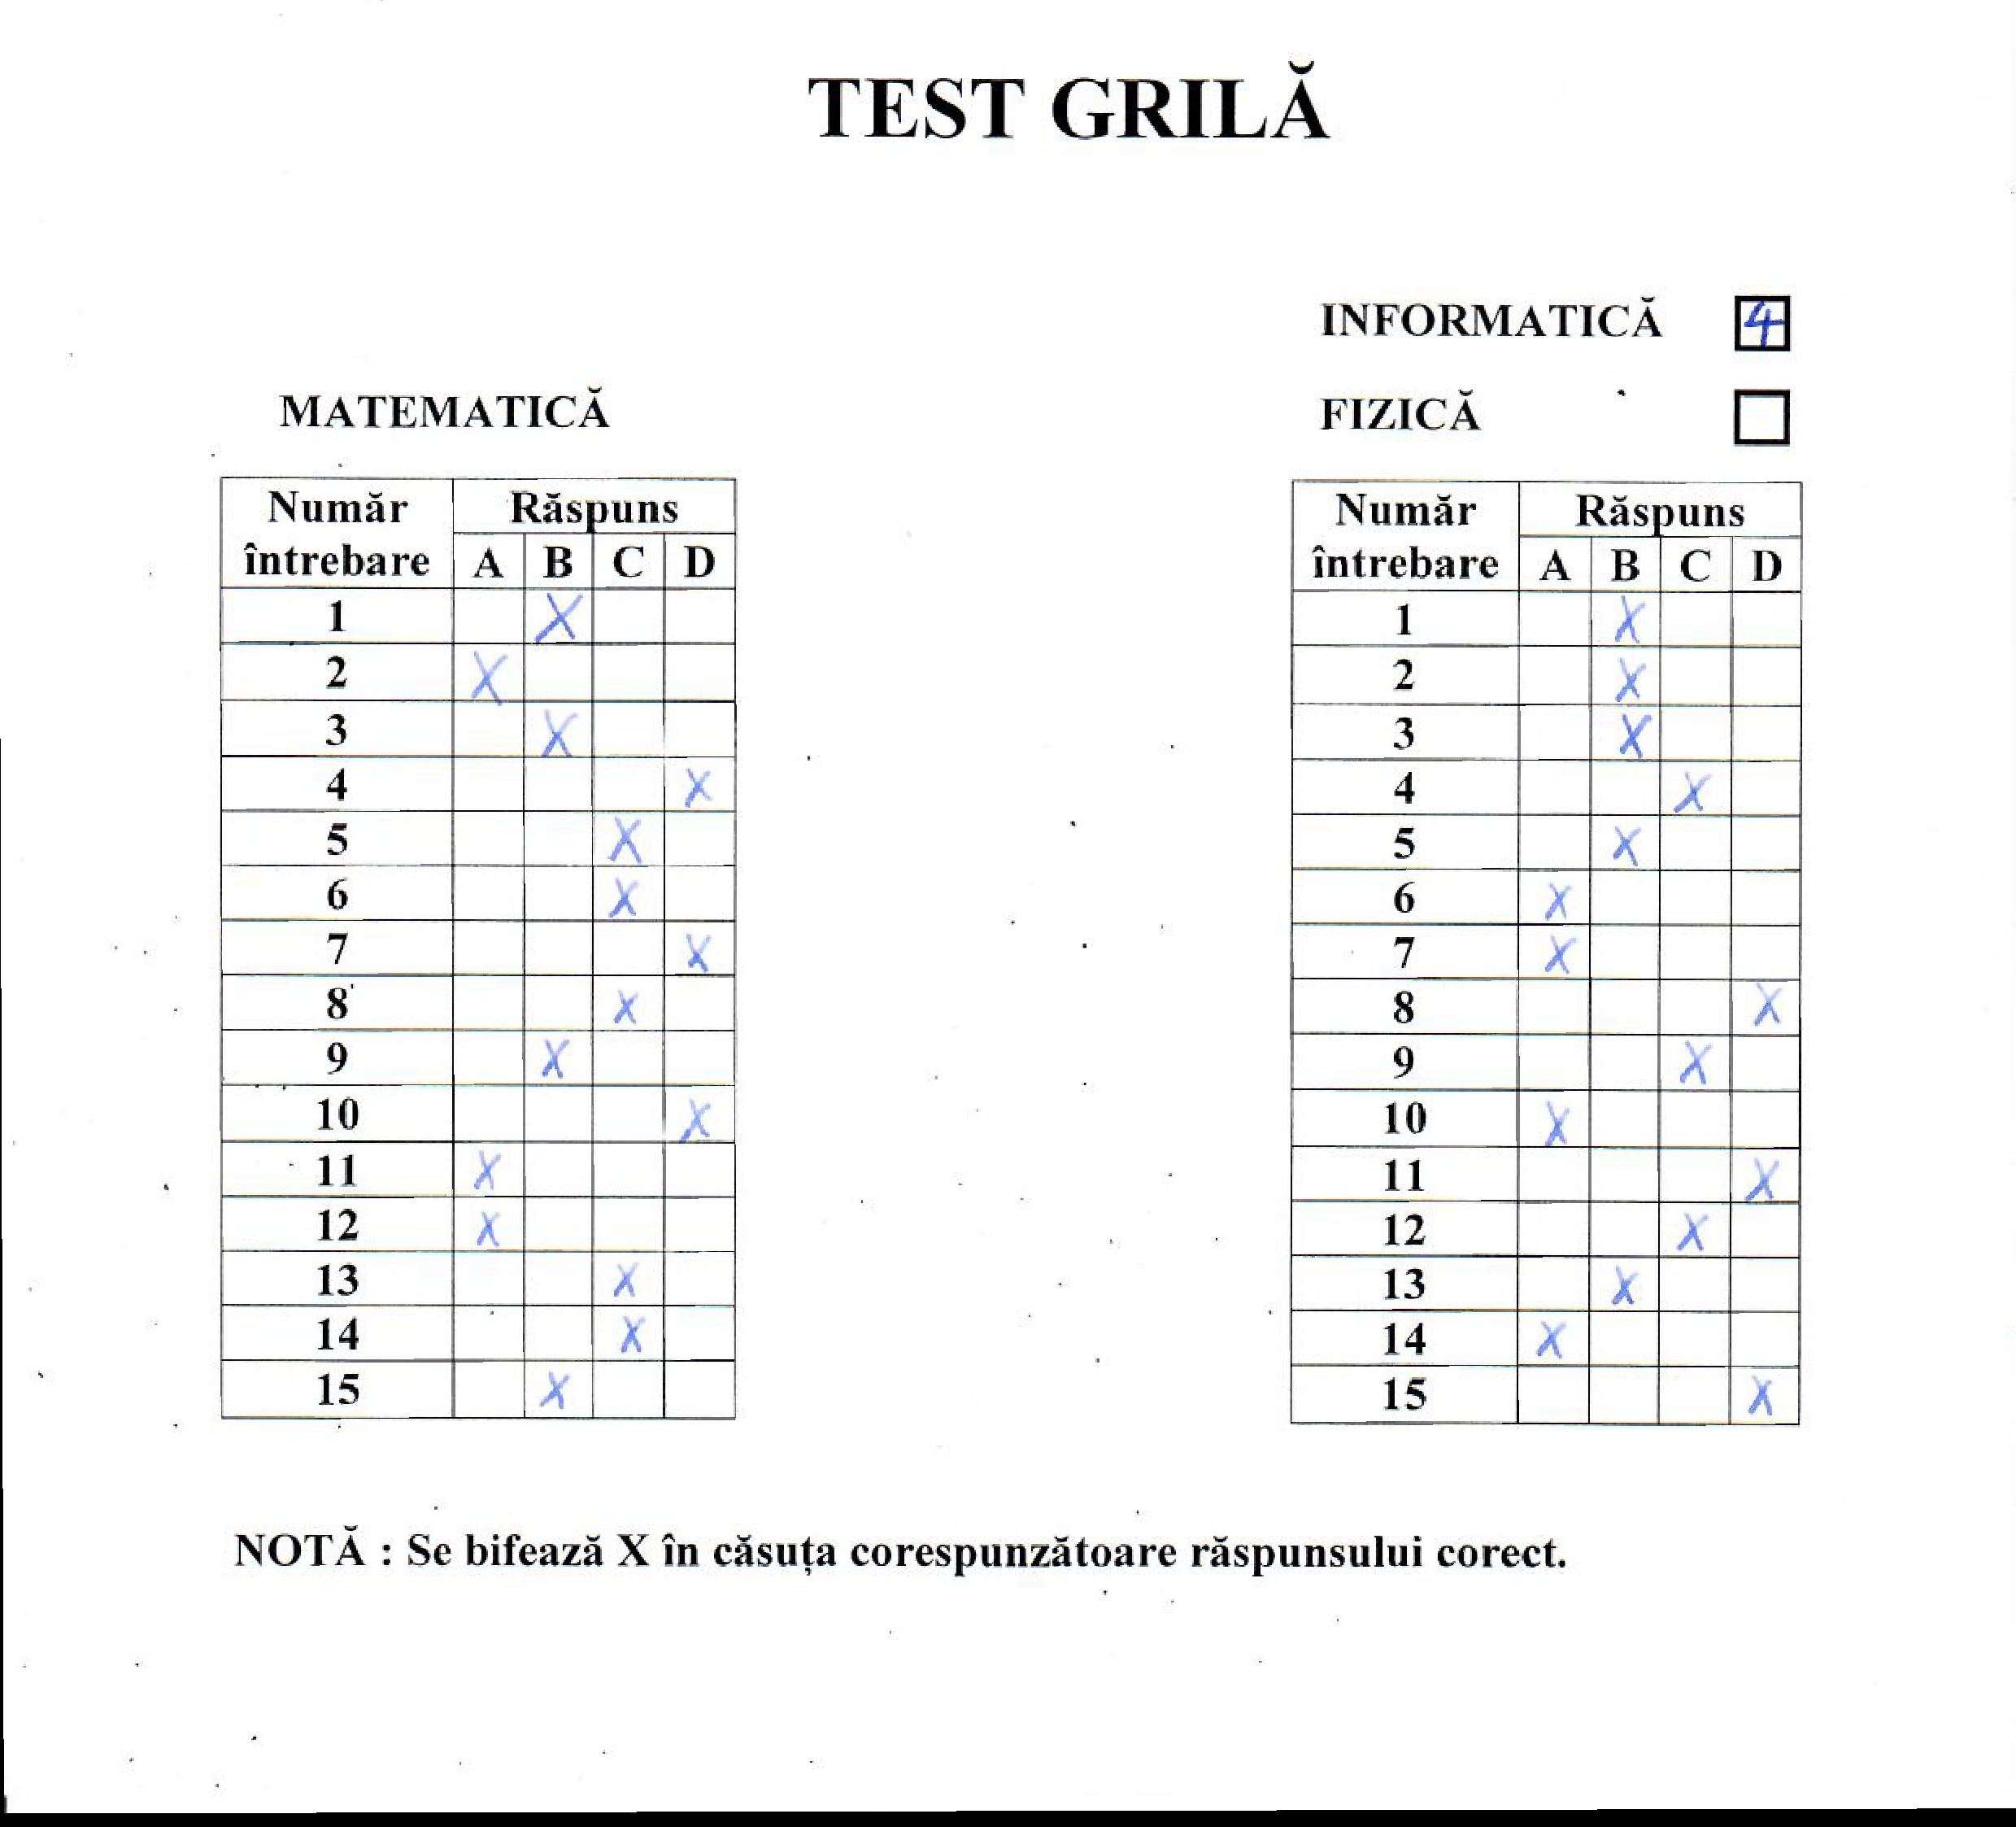 TEST GRILĂ
INFORMATICĂ 4
FIZICĂ
MATEMATICĂ
Număr întrebare Răspuns
A B C D
1 X
2 X
3 X
4 X
5 X
6 X
7 X
8 X
9 X
10 X
11 X
12 X
13 X
14 X
15 X
Număr întrebare Răspuns
A B C D
1 X
2 X
3 X
4 X
5 X
6 X
7 X
8 X
9 X
10 X
11 X
12 X
13 X
14 X
15 X
NOTĂ : Se bifează X în căsuța corespunzătoare răspunsului corect.